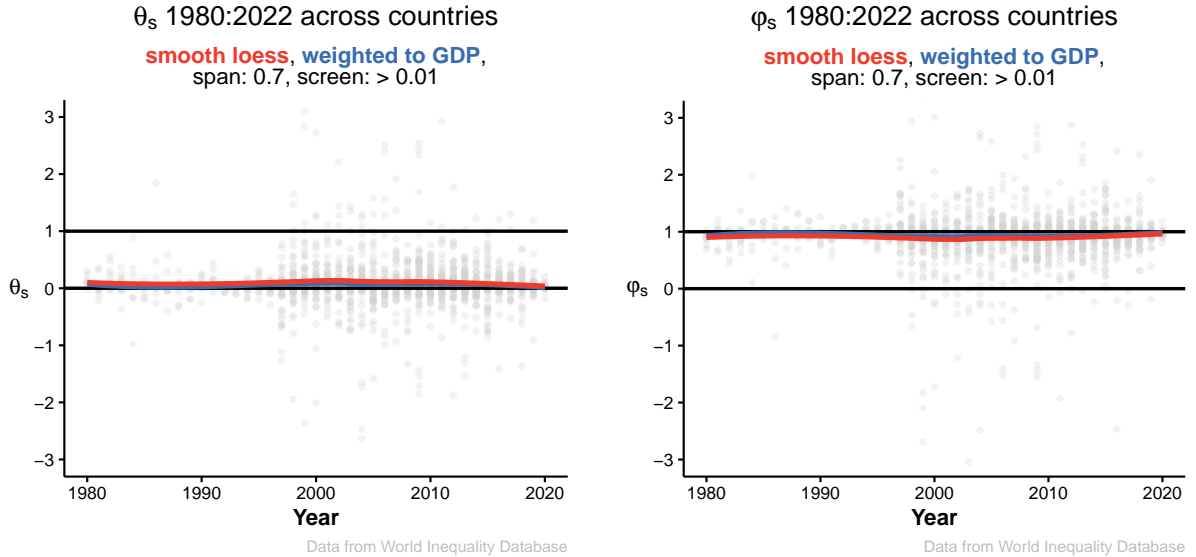 θs 1980:2022 across countries
smooth loess, weighted to GDP,
span: 0.7, screen: > 0.01
3
2
1
θs
0
−1
−2
−3
1980 1990 2000 2010 2020
Year
Data from World Inequality Database
φs 1980:2022 across countries
smooth loess, weighted to GDP,
span: 0.7, screen: > 0.01
3
2
1
φs
0
−1
−2
−3
1980 1990 2000 2010 2020
Year
Data from World Inequality Database